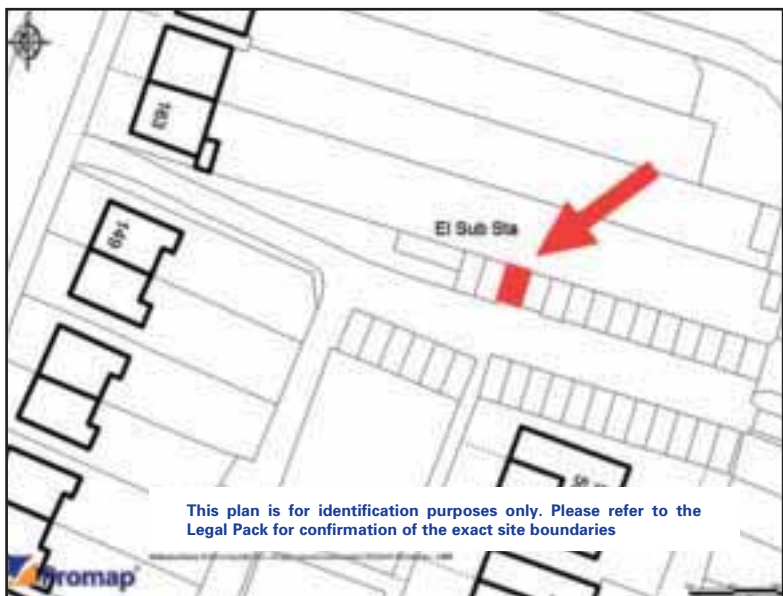 163
El Sub Sta
149
This plan is for identification purposes only. Please refer to the
Legal Pack for confirmation of the exact site boundaries
Promap